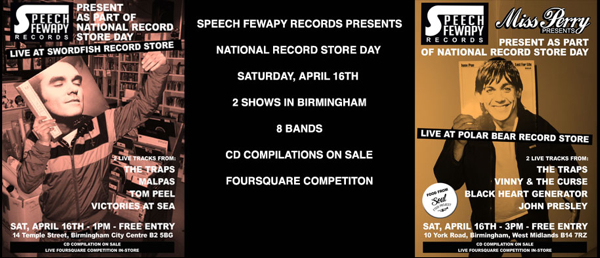 SPEECH
FEWAPY
RECORDS
PRESENT
AS PART OF
NATIONAL RECORD
STORE DAY
LIVE AT SWORDFISH RECORD STORE
2 LIVE TRACKS FROM:
THE TRAPS
MALPAS
TOM PEEL
VICTORIES AT SEA
SAT, APRIL 16TH - 1PM - FREE ENTRY
14 Temple Street, Birmingham City Centre B2 5BG
CD COMPILATION ON SALE
LIVE FOURSQUARE COMPETITION IN-STORE
SPEECH FEWAPY RECORDS PRESENTS
NATIONAL RECORD STORE DAY
SATURDAY, APRIL 16TH
2 SHOWS IN BIRMINGHAM
8 BANDS
CD COMPILATIONS ON SALE
FOURSQUARE COMPETITON
SPEECH
FEWAPY
RECORDS
Miss Perry
PRESENTS
PRESENT AS PART
OF NATIONAL RECORD STORE DAY
LIVE AT POLAR BEAR RECORD STORE
2 LIVE TRACKS FROM:
THE TRAPS
VINNY & THE CURSE
BLACK HEART GENERATOR
JOHN PRESLEY
FOOD FROM
Soul
SAT, APRIL 16TH - 3PM - FREE ENTRY
10 York Road, Birmingham, West Midlands B14 7RZ
CD COMPILATION ON SALE
LIVE FOURSQUARE COMPETITION IN-STORE